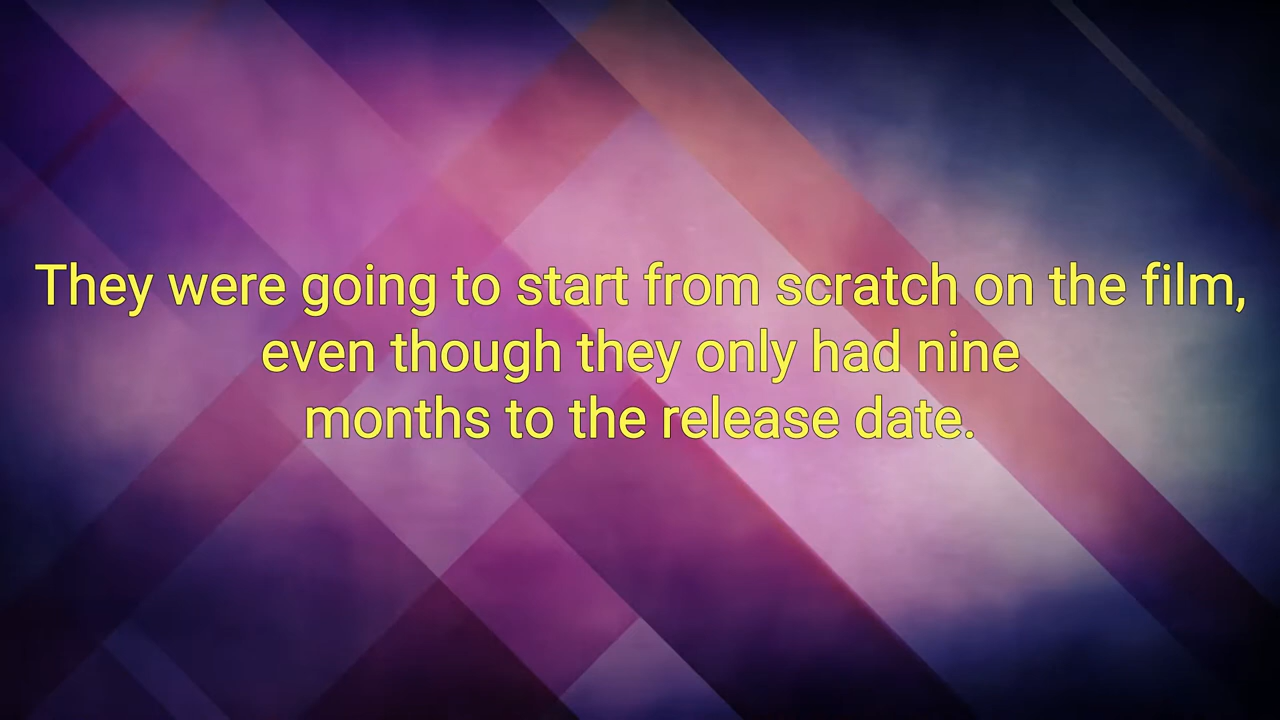 They were going to start from scratch on the film,
even though they only had nine
months to the release date.